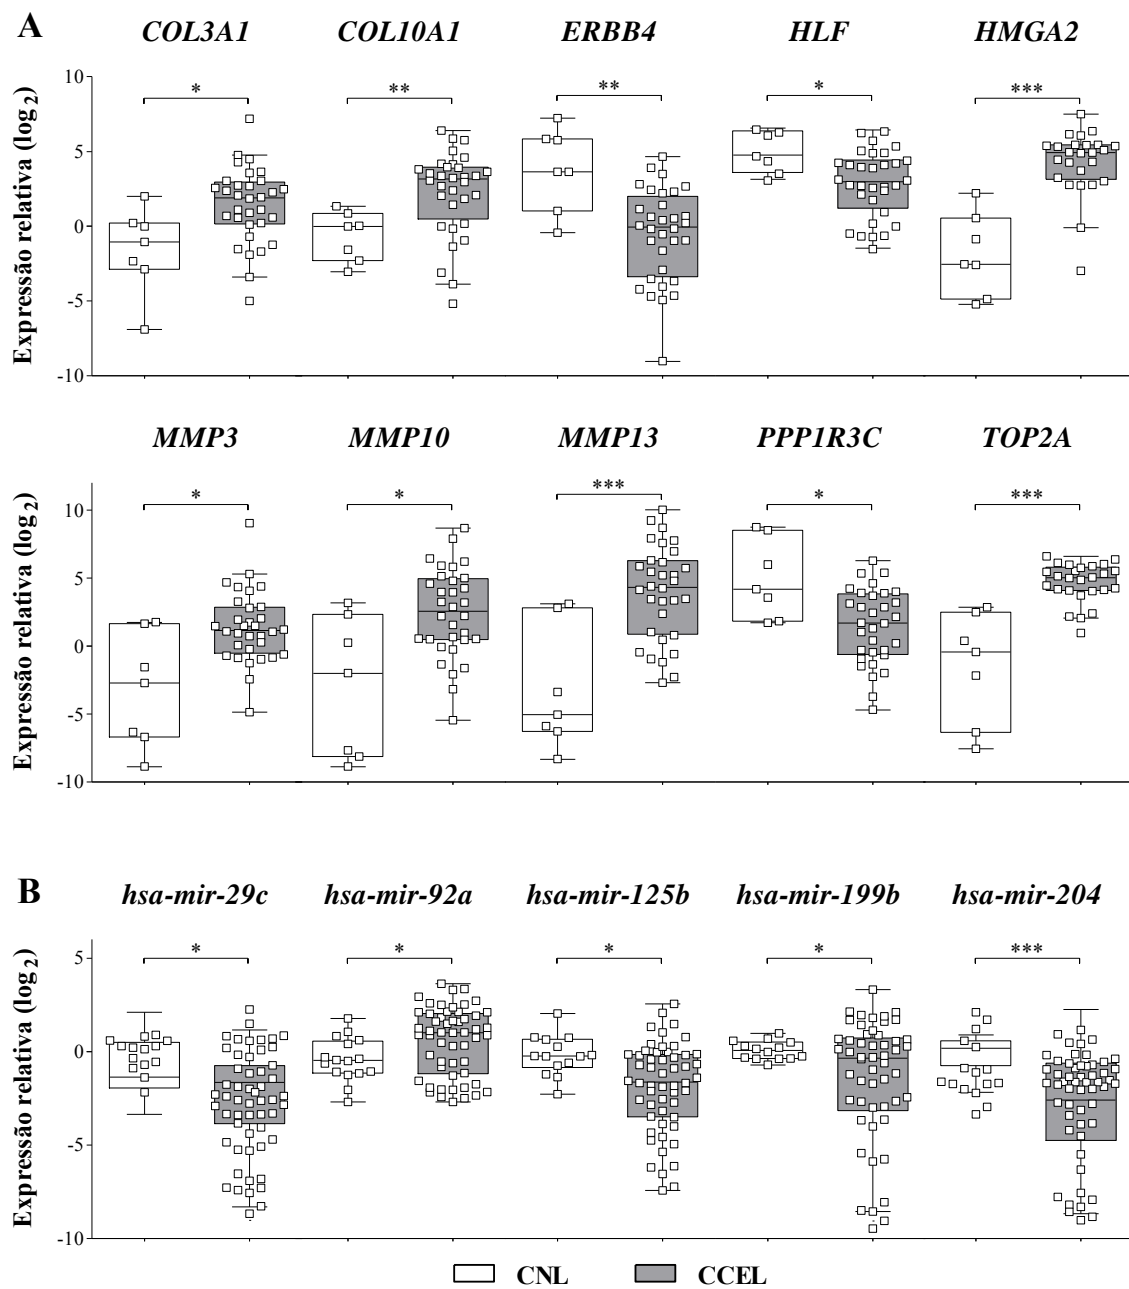 A
COL3A1 COL10A1 ERBB4 HLF HMGA2
Expressão relativa (log2)
10
5
0
-5
-10
* ** ** * ***
MMP3 MMP10 MMP13 PPP1R3C TOP2A
Expressão relativa (log2)
10
5
0
-5
-10
* * *** * ***
B
hsa-mir-29c hsa-mir-92a hsa-mir-125b hsa-mir-199b hsa-mir-204
Expressão relativa (log2)
5
0
-5
-10
* * * * ***
CNL CCEL